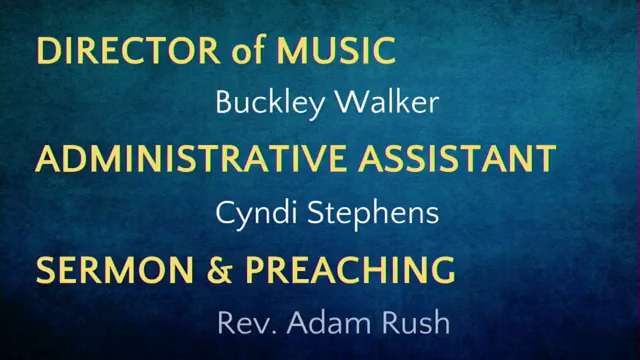 DIRECTOR of MUSIC
Buckley Walker
ADMINISTRATIVE ASSISTANT
Cyndi Stephens
SERMON & PREACHING
Rev. Adam Rush